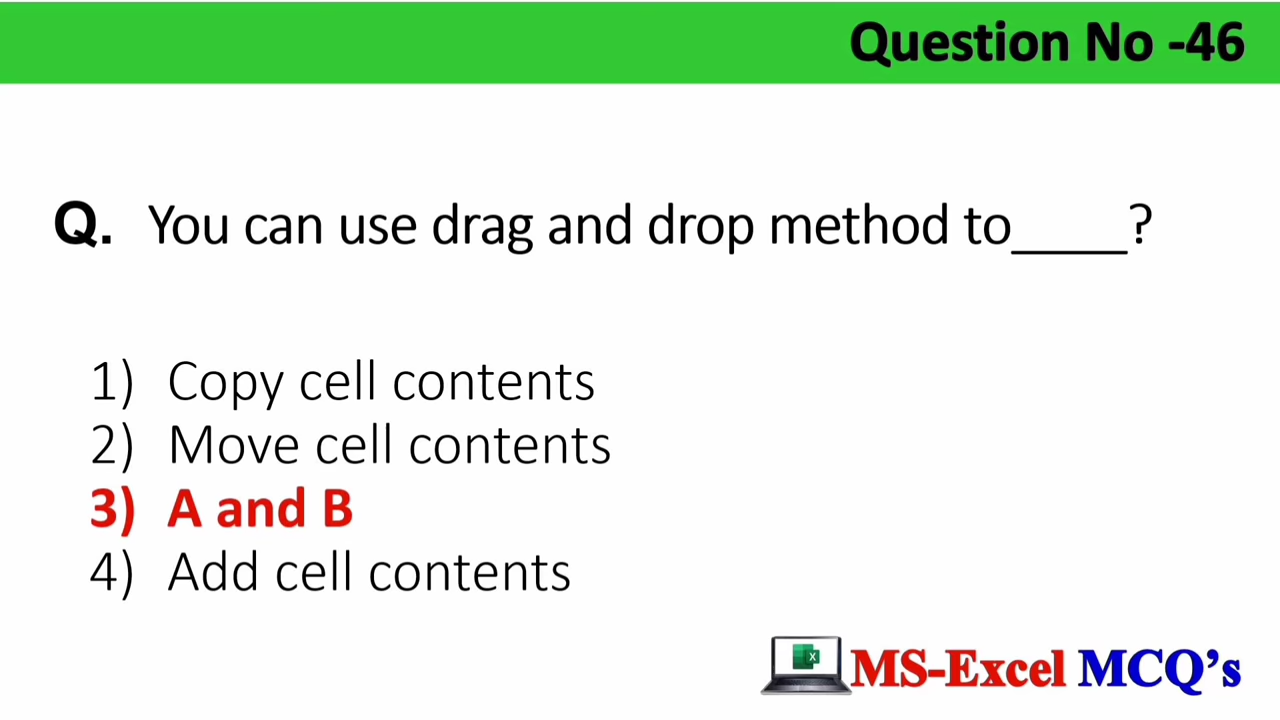 Question No -46
Q. You can use drag and drop method to____?
1) Copy cell contents
2) Move cell contents
3) A and B
4) Add cell contents
MS-Excel MCQ’s